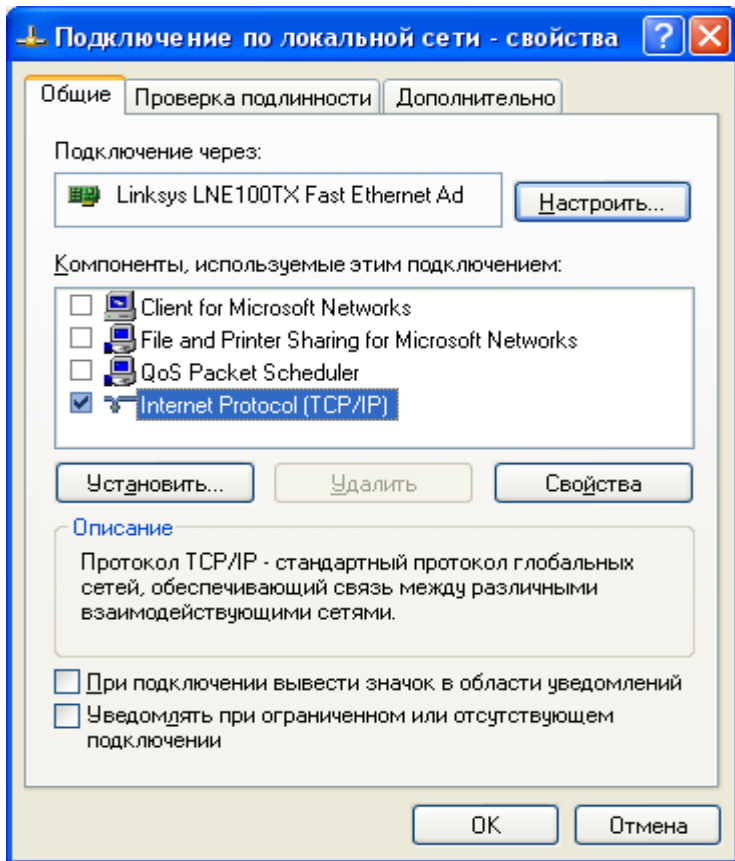 Подключение по локальной сети - свойства
Общие
Проверка подлинности
Дополнительно
Подключение через:
Linksys LNE100TX Fast Ethernet Ad
Настроить...
Компоненты, используемые этим подключением:
Client for Microsoft Networks
File and Printer Sharing for Microsoft Networks
QoS Packet Scheduler
Internet Protocol (TCP/IP)
Установить...
Удалить
Свойства
Описание
Протокол TCP/IP - стандартный протокол глобальных
сетей, обеспечивающий связь между различными
взаимодействующими сетями.
При подключении вывести значок в области уведомлений
Уведомлять при ограниченном или отсутствующем
подключении
OK
Отмена